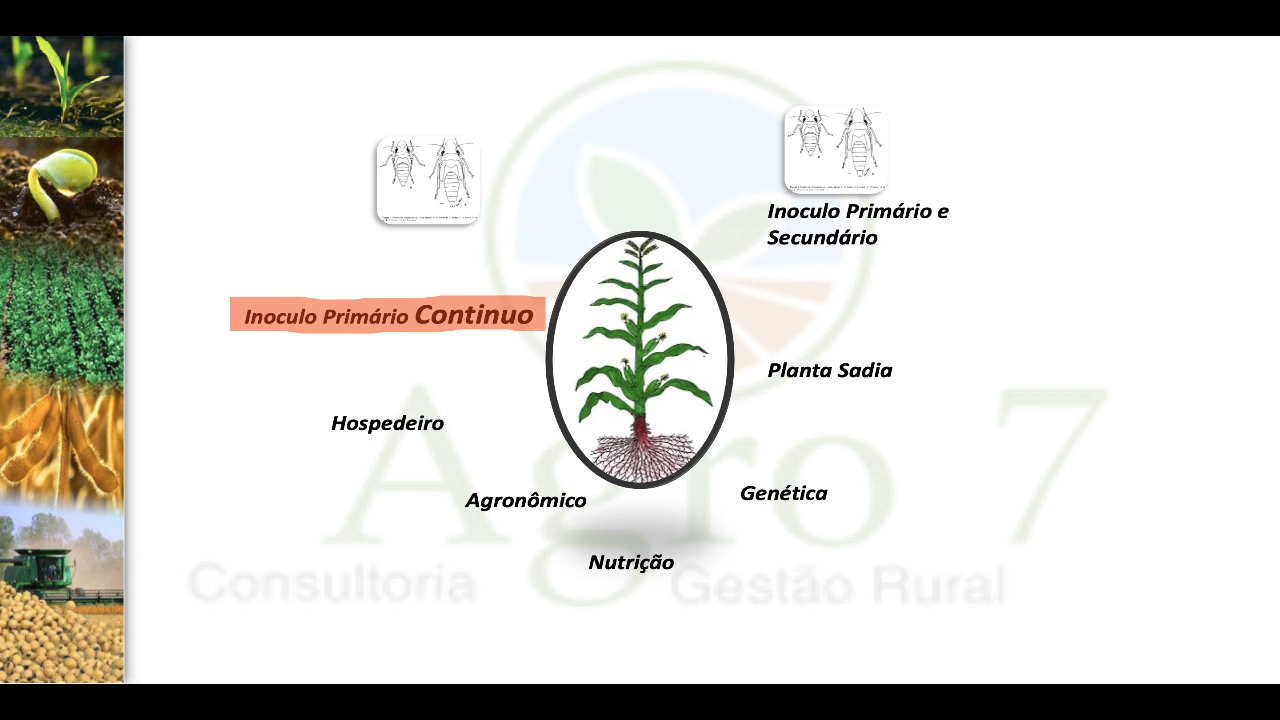 Inoculo Primário e
Secundário
Inoculo Primário Continuo
Planta Sadia
Hospedeiro
Agronômico
Genética
Nutrição
Agro 7
Consultoria Gestão Rural